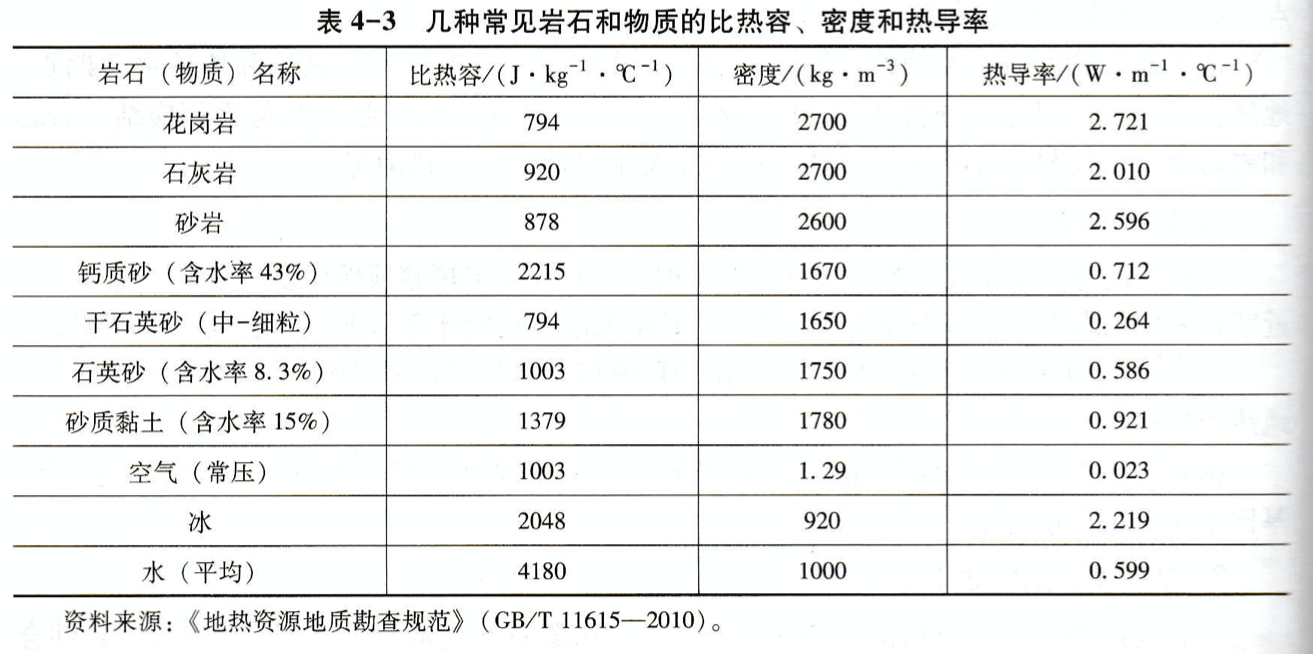 表 4-3 几种常见岩石和物质的比热容、密度和热导率
岩石（物质）名称 比热容/(J·kg⁻¹·℃⁻¹) 密度/(kg·m⁻³) 热导率/(W·m⁻¹·℃⁻¹)
花岗岩 794 2700 2.721
石灰岩 920 2700 2.010
砂岩 878 2600 2.596
钙质砂（含水率 43%） 2215 1670 0.712
干石英砂（中-细粒） 794 1650 0.264
石英砂（含水率 8.3%） 1003 1750 0.586
砂质黏土（含水率 15%） 1379 1780 0.921
空气（常压） 1003 1.29 0.023
冰 2048 920 2.219
水（平均） 4180 1000 0.599
资料来源：《地热资源地质勘查规范》（GB/T 11615—2010）。